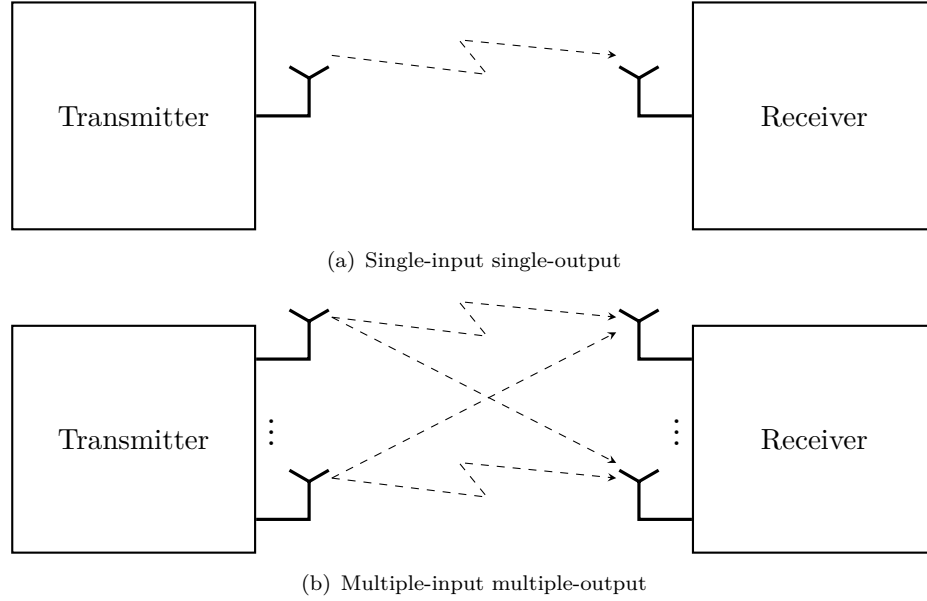 Transmitter
Receiver
(a) Single-input single-output
Transmitter
Receiver
(b) Multiple-input multiple-output